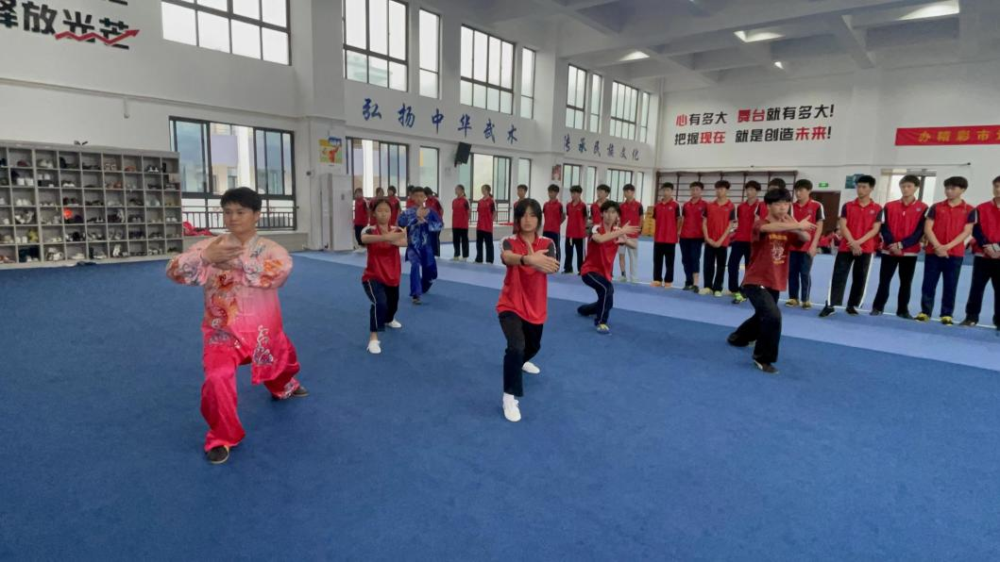 释放光芒
弘扬中华武术
传承民族文化
心有多大 舞台就有多大!
把握现在 就是创造未来!
办精彩市